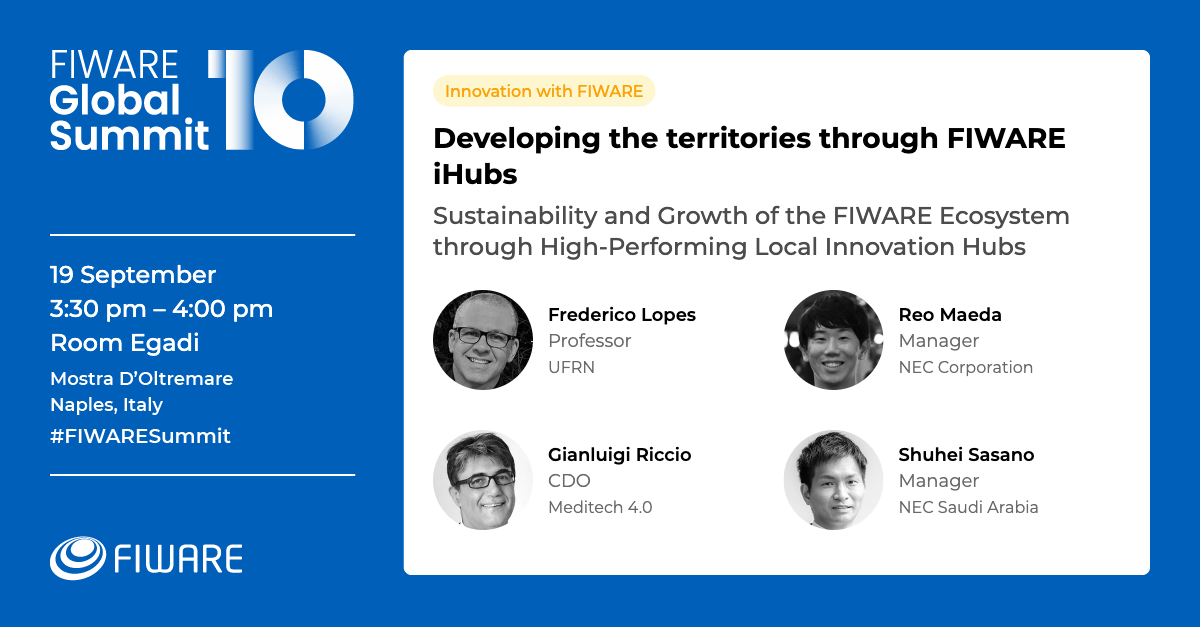 FIWARE
Global
Summit
10
19 September
3:30 pm – 4:00 pm
Room Egadi
Mostra D’Oltremare
Naples, Italy
#FIWARESummit
FIWARE
Innovation with FIWARE
Developing the territories through FIWARE
iHubs
Sustainability and Growth of the FIWARE Ecosystem
through High-Performing Local Innovation Hubs
Frederico Lopes
Professor
UFRN
Reo Maeda
Manager
NEC Corporation
Gianluigi Riccio
CDO
Meditech 4.0
Shuhei Sasano
Manager
NEC Saudi Arabia